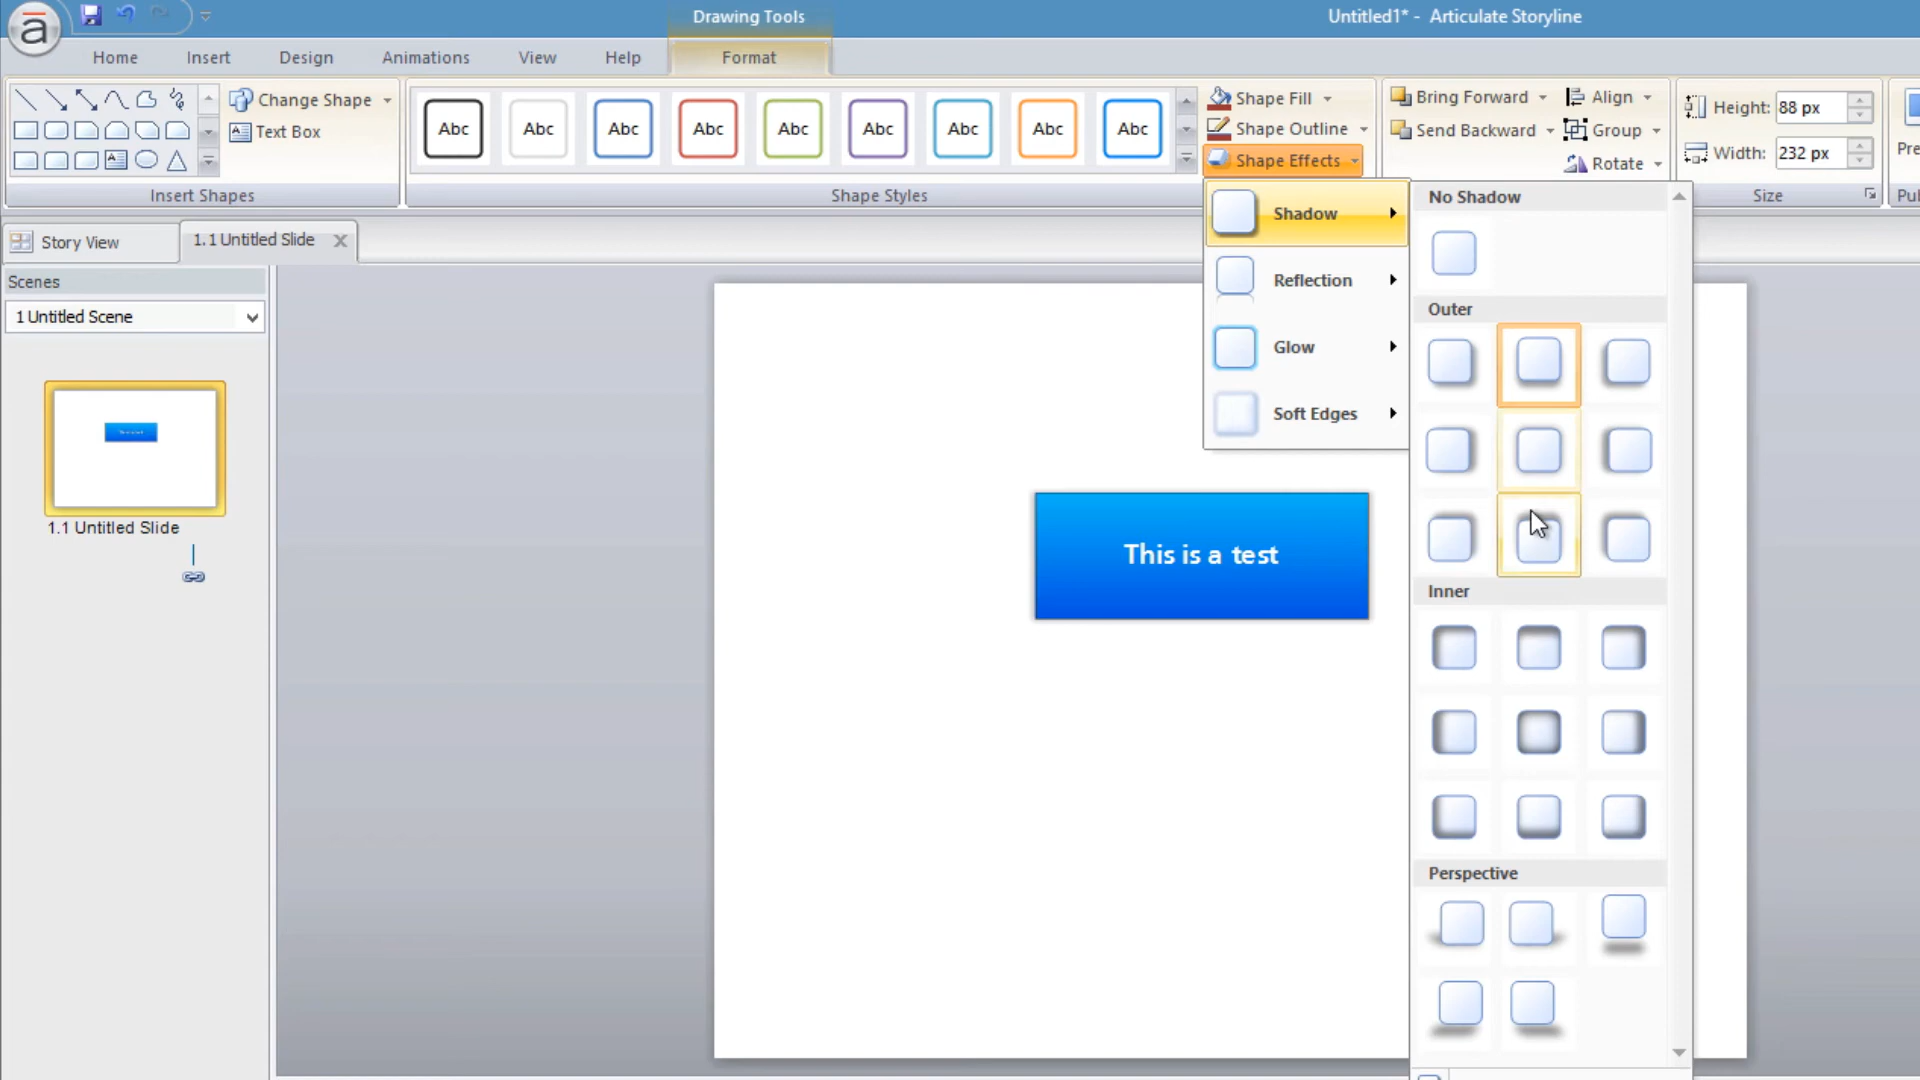 Drawing Tools
Untitled1* - Articulate Storyline
Home Insert Design Animations View Help Format
Change Shape
Text Box
Insert Shapes
Abc Abc Abc Abc Abc Abc Abc Abc Abc
Shape Styles
Shape Fill
Shape Outline
Shape Effects
Bring Forward
Send Backward
Align
Group
Rotate
Height: 88 px
Width: 232 px
Size
Pre
Pul
Story View
1.1 Untitled Slide
Scenes
1 Untitled Scene
1.1 Untitled Slide
Shadow
Reflection
Glow
Soft Edges
No Shadow
Outer
Inner
Perspective
This is a test